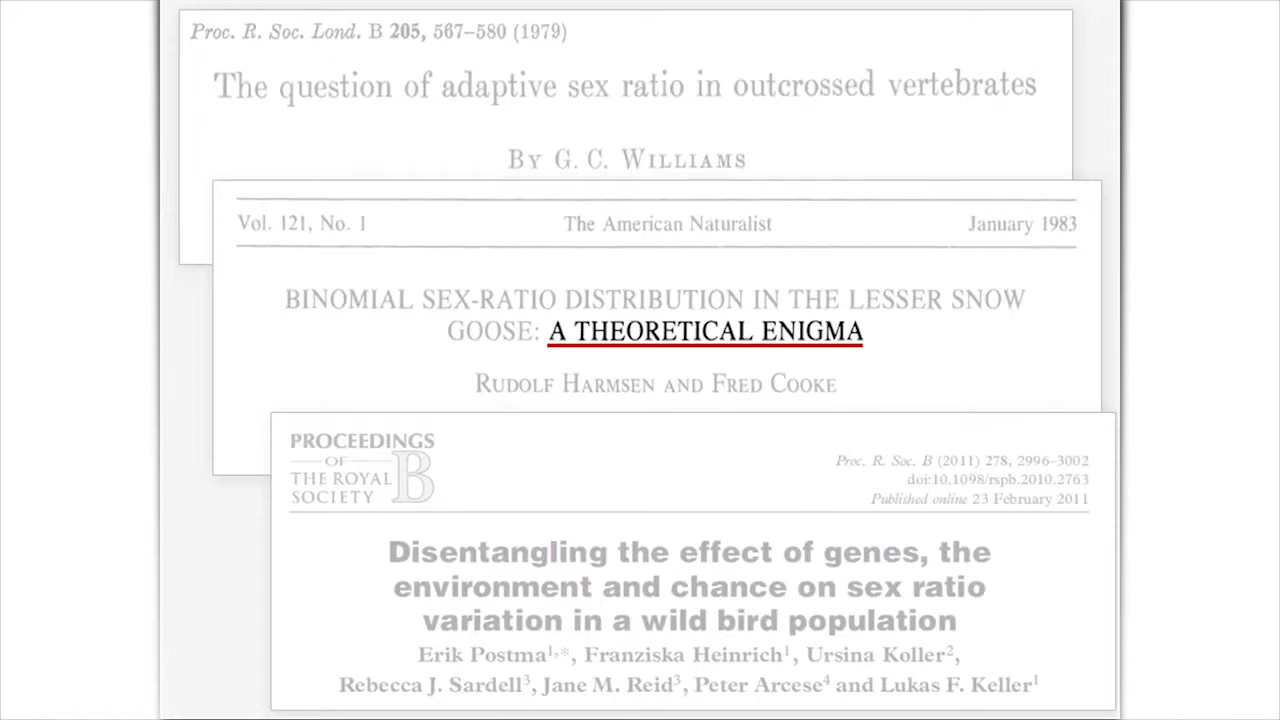 Proc. R. Soc. Lond. B 205, 567–580 (1979)
The question of adaptive sex ratio in outcrossed vertebrates
By G. C. Williams
Vol. 121, No. 1 The American Naturalist January 1983
BINOMIAL SEX-RATIO DISTRIBUTION IN THE LESSER SNOW
GOOSE: A THEORETICAL ENIGMA
Rudolf Harmsen and Fred Cooke
PROCEEDINGS
OF
THE ROYAL
SOCIETY
B
Proc. R. Soc. B (2011) 278, 2996–3002
doi:10.1098/rspb.2010.2763
Published online 23 February 2011
Disentangling the effect of genes, the
environment and chance on sex ratio
variation in a wild bird population
Erik Postma1,*, Franziska Heinrich1, Ursina Koller2,
Rebecca J. Sardell3, Jane M. Reid3, Peter Arcese4 and Lukas F. Keller1